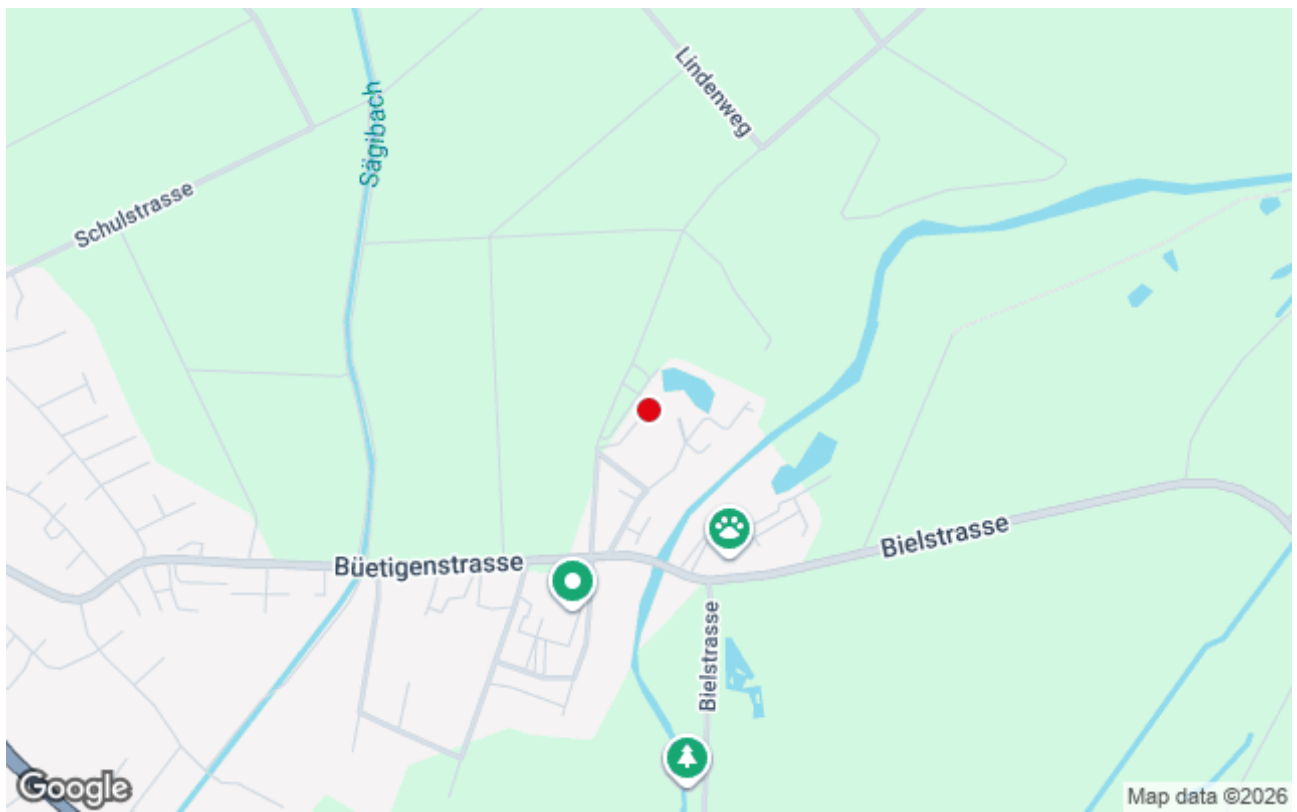 Lindenweg
Sägibach
Schulstrasse
Bielstrasse
Büetigenstrasse
Bielstrasse
Google
Map data ©2026